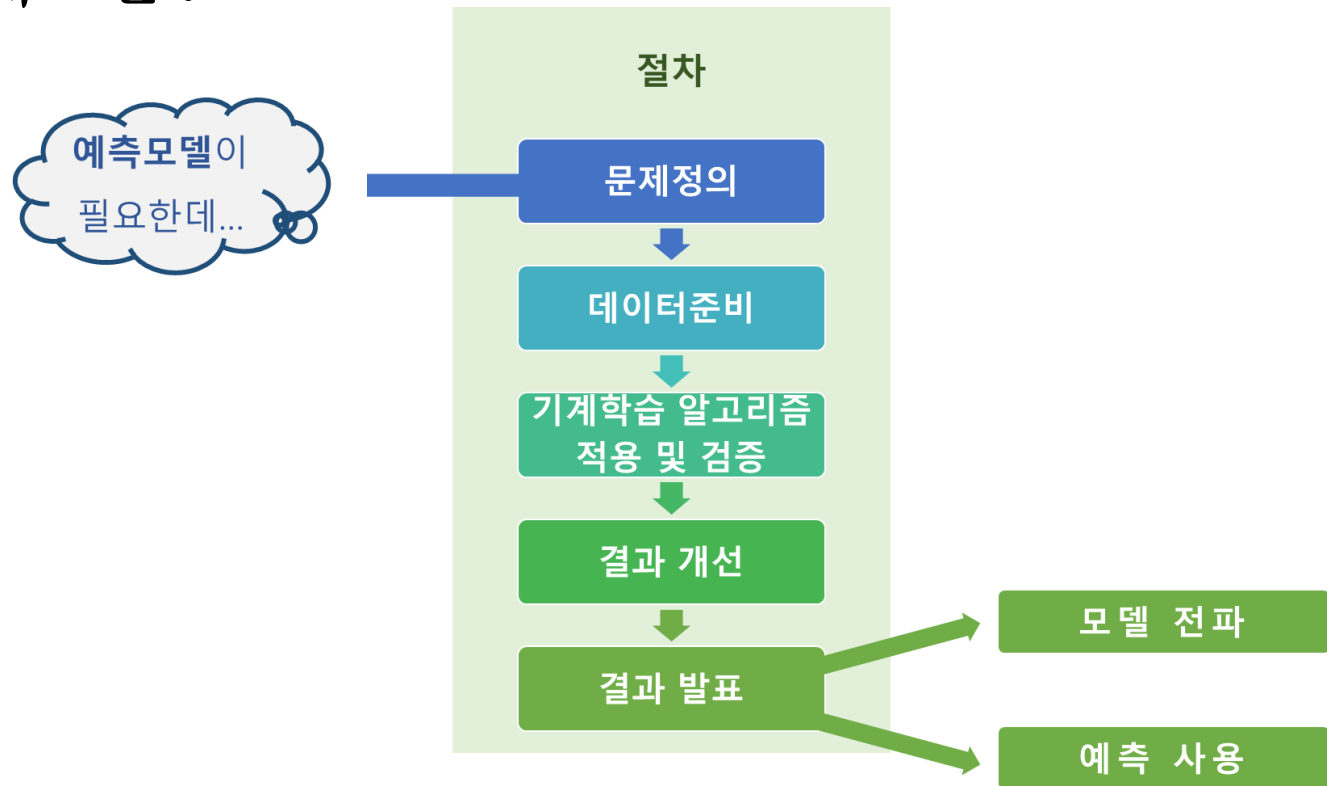 절차
예측모델이
필요한데...
문제정의
데이터준비
기계학습 알고리즘
적용 및 검증
결과 개선
결과 발표
모델 전파
예측 사용